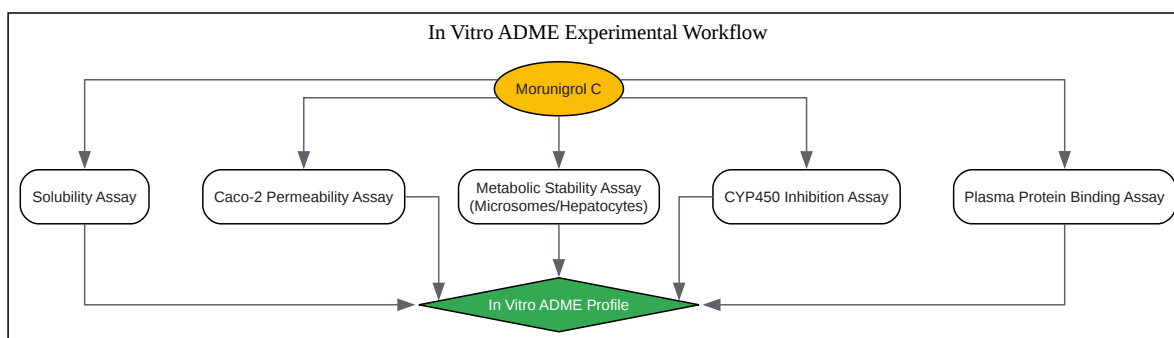 In Vitro ADME Experimental Workflow
Morunigrol C
Solubility Assay
Caco-2 Permeability Assay
Metabolic Stability Assay
(Microsomes/Hepatocytes)
CYP450 Inhibition Assay
Plasma Protein Binding Assay
In Vitro ADME Profile